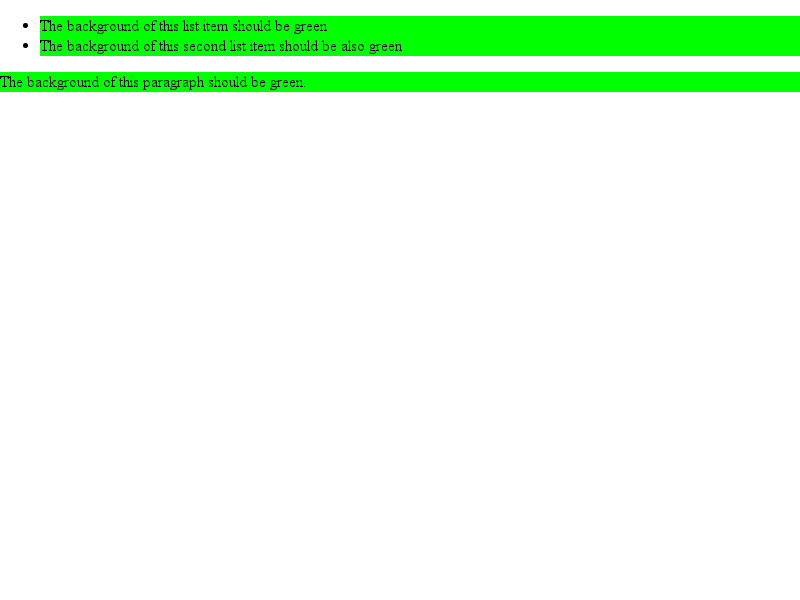 The background of this list item should be green
The background of this second list item should be also green
The background of this paragraph should be green.